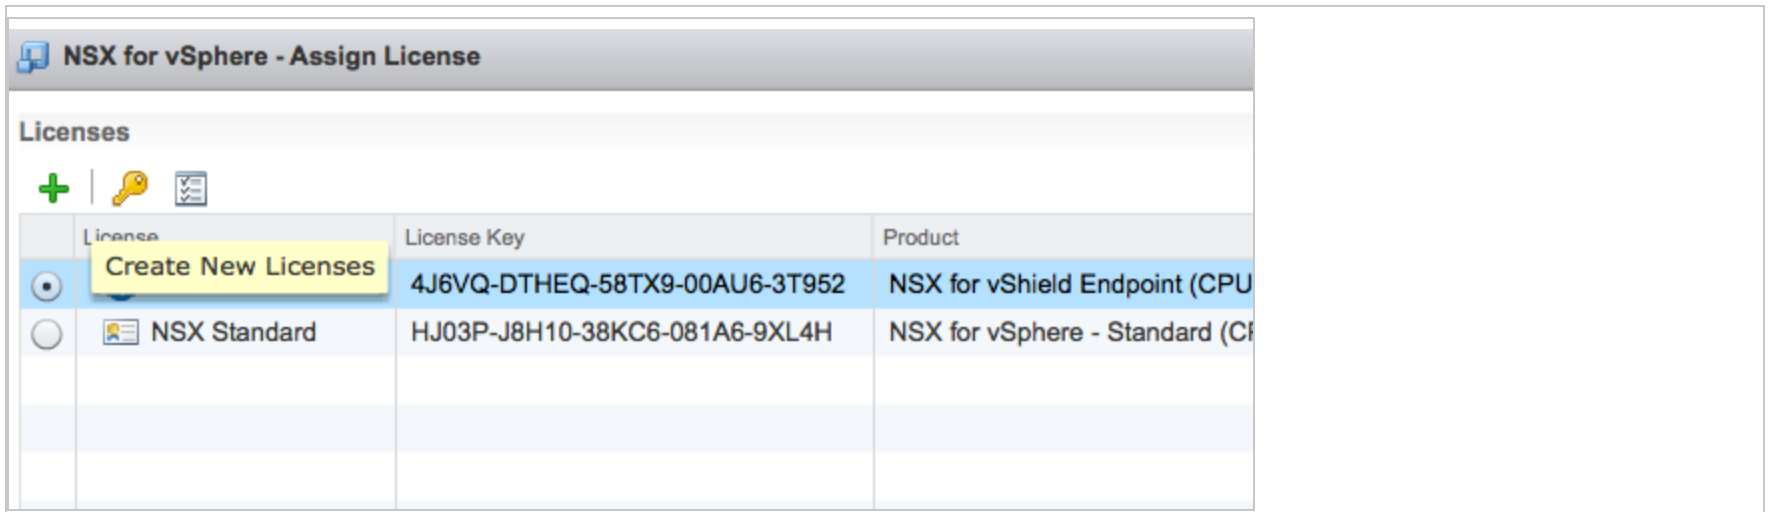 NSX for vSphere - Assign License
Licenses
License License Key Product
Create New Licenses
4J6VQ-DTHEQ-58TX9-00AU6-3T952 NSX for vShield Endpoint (CPU
NSX Standard HJ03P-J8H10-38KC6-081A6-9XL4H NSX for vSphere - Standard (CP